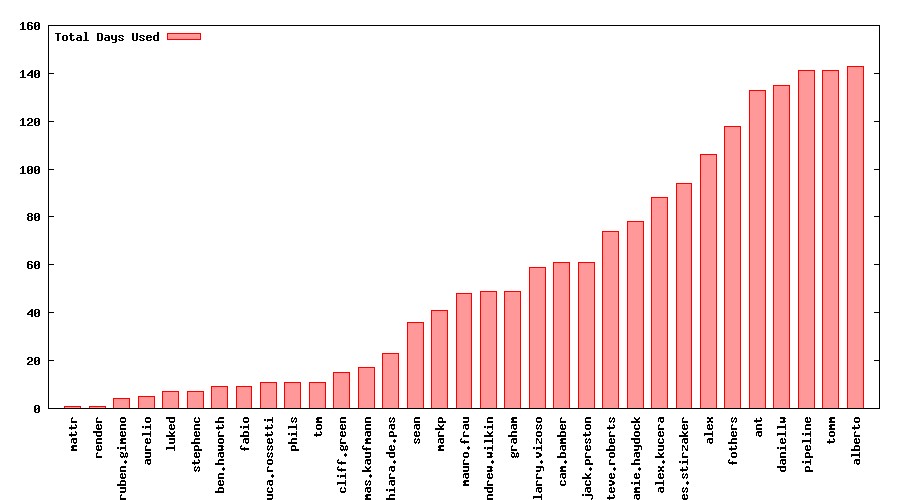 160
Total Days Used
140
120
100
80
60
40
20
0
mattr
render
ruben.gimeno
aurelio
luked
stephenc
ben.haworth
fabio
uca.rossetti
phils
tom
cliff.green
mas.kaufmann
hiara.de.pas
sean
markp
mauro.frau
ndrew.wilkin
graham
larry.vizoso
cam.bamber
jack.preston
teve.roberts
amie.haydock
alex.kucera
es.stirzaker
alex
fothers
ant
daniellw
pipeline
tomm
alberto